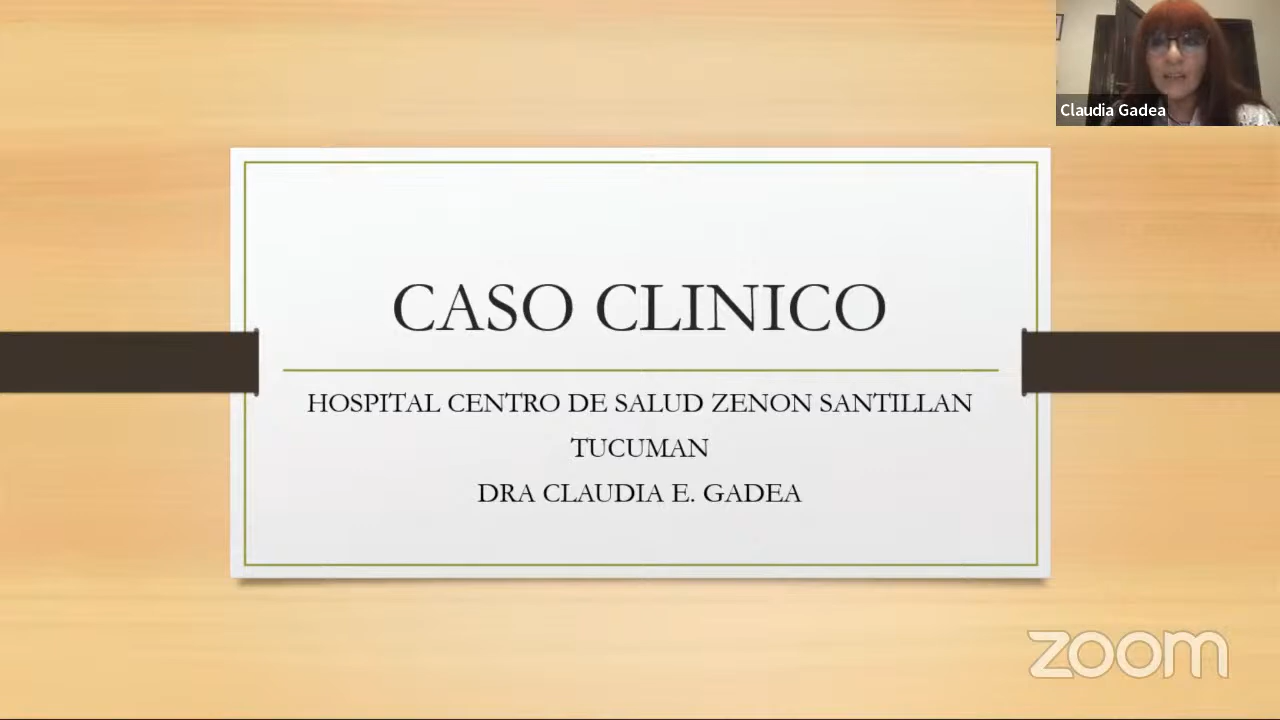 Claudia Gadea
CASO CLINICO
HOSPITAL CENTRO DE SALUD ZENON SANTILLAN
TUCUMAN
DRA CLAUDIA E. GADEA
zoom